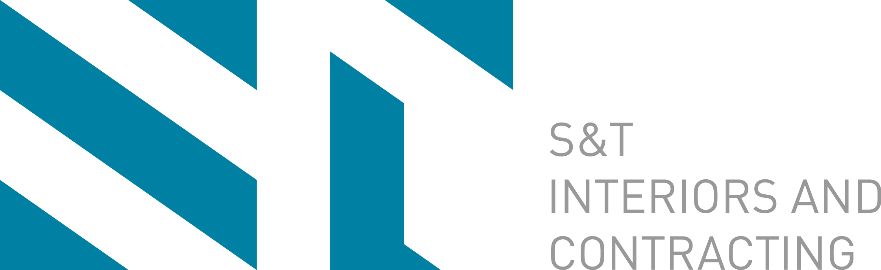 S&T
INTERIORS AND
CONTRACTING